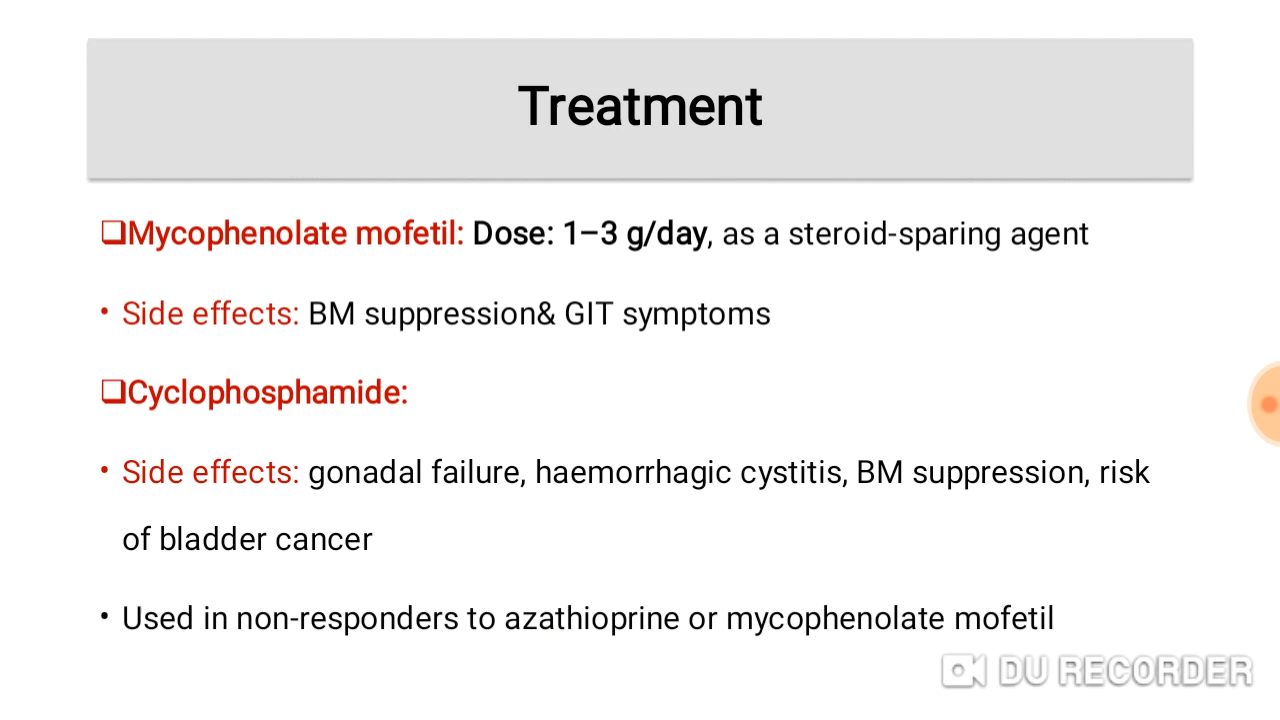 Treatment
❑Mycophenolate mofetil: Dose: 1–3 g/day, as a steroid-sparing agent
• Side effects: BM suppression& GIT symptoms
❑Cyclophosphamide:
• Side effects: gonadal failure, haemorrhagic cystitis, BM suppression, risk
of bladder cancer
• Used in non-responders to azathioprine or mycophenolate mofetil
DU RECORDER